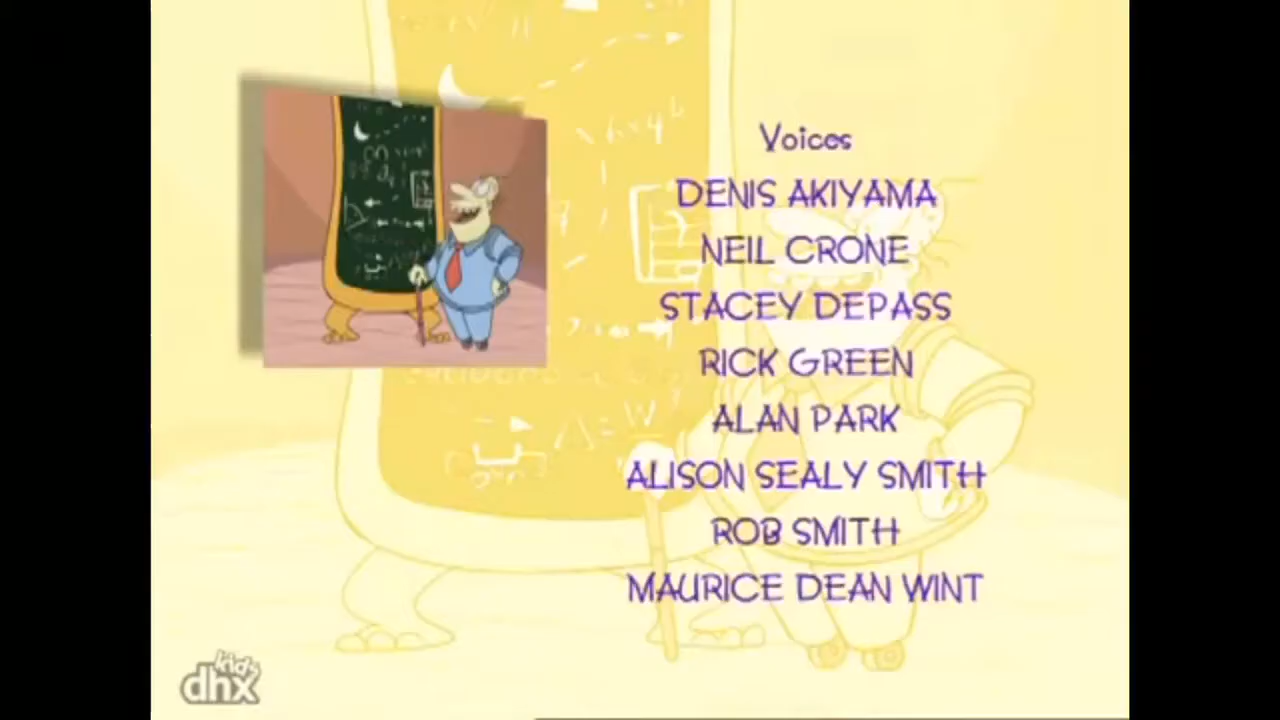 Voices
DENIS AKIYAMA
NEIL CRONE
STACEY DEPASS
RICK GREEN
ALAN PARK
ALISON SEALY SMITH
ROB SMITH
MAURICE DEAN WINT
kids
dhx